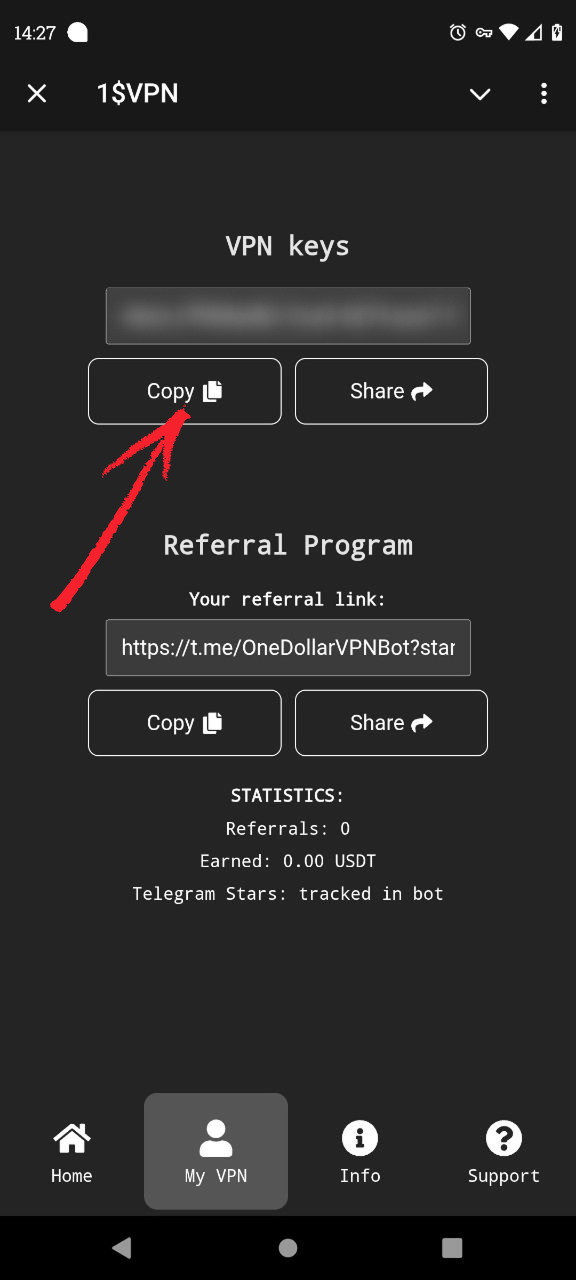 14:27
1$VPN
VPN keys
Copy
Share
Referral Program
Your referral link:
https://t.me/OneDollarVPNBot?star
Copy
Share
STATISTICS:
Referrals: 0
Earned: 0.00 USDT
Telegram Stars: tracked in bot
Home
My VPN
Info
Support